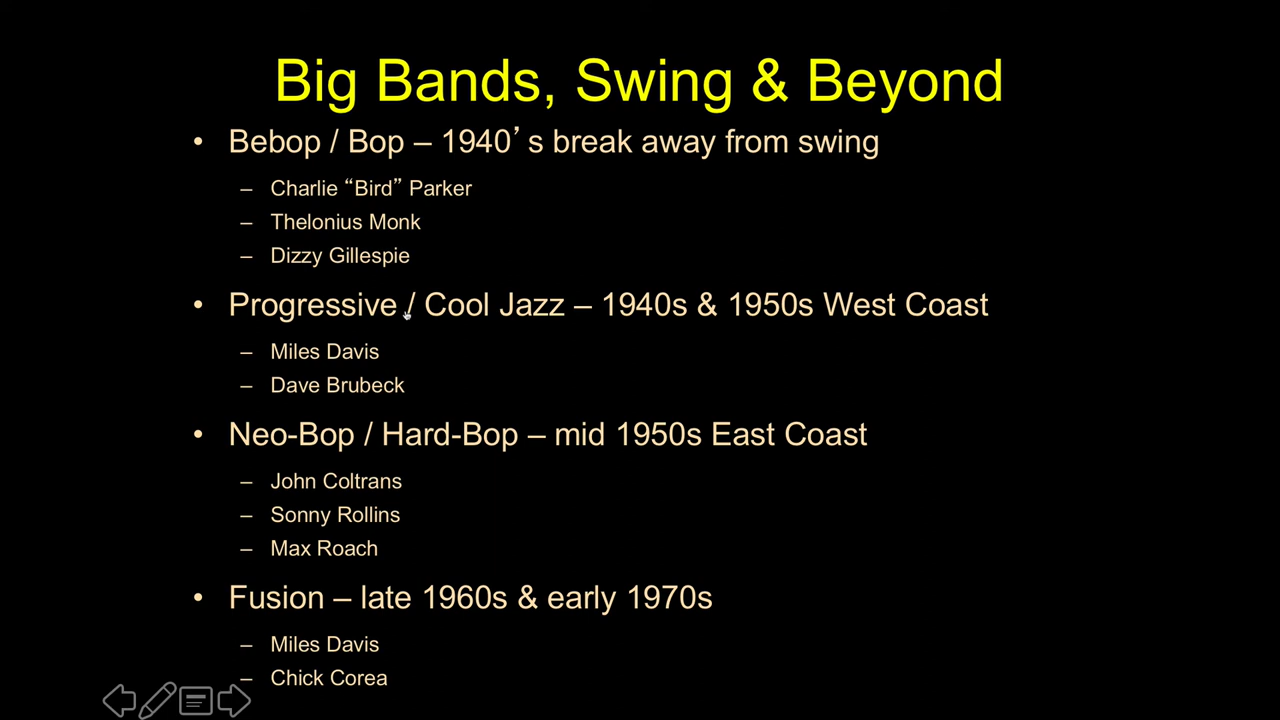 Big Bands, Swing & Beyond
• Bebop / Bop – 1940’s break away from swing
– Charlie “Bird” Parker
– Thelonius Monk
– Dizzy Gillespie
• Progressive / Cool Jazz – 1940s & 1950s West Coast
– Miles Davis
– Dave Brubeck
• Neo-Bop / Hard-Bop – mid 1950s East Coast
– John Coltrans
– Sonny Rollins
– Max Roach
• Fusion – late 1960s & early 1970s
– Miles Davis
– Chick Corea